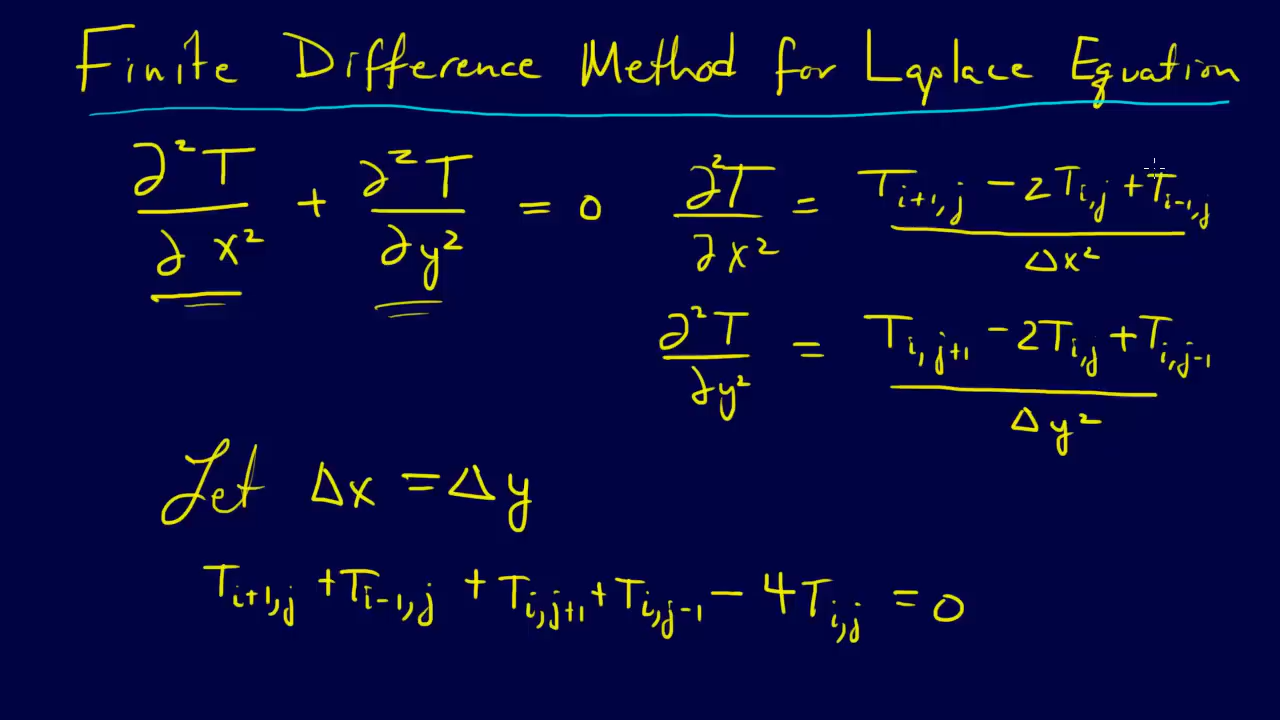 Finite Difference Method for Laplace Equation
∂²T/∂x² + ∂²T/∂y² = 0
∂²T/∂x² = (T_{i+1,j} − 2T_{i,j} + T_{i−1,j})/Δx²
∂²T/∂y² = (T_{i,j+1} − 2T_{i,j} + T_{i,j−1})/Δy²
Let Δx = Δy
T_{i+1,j} + T_{i−1,j} + T_{i,j+1} + T_{i,j−1} − 4T_{i,j} = 0